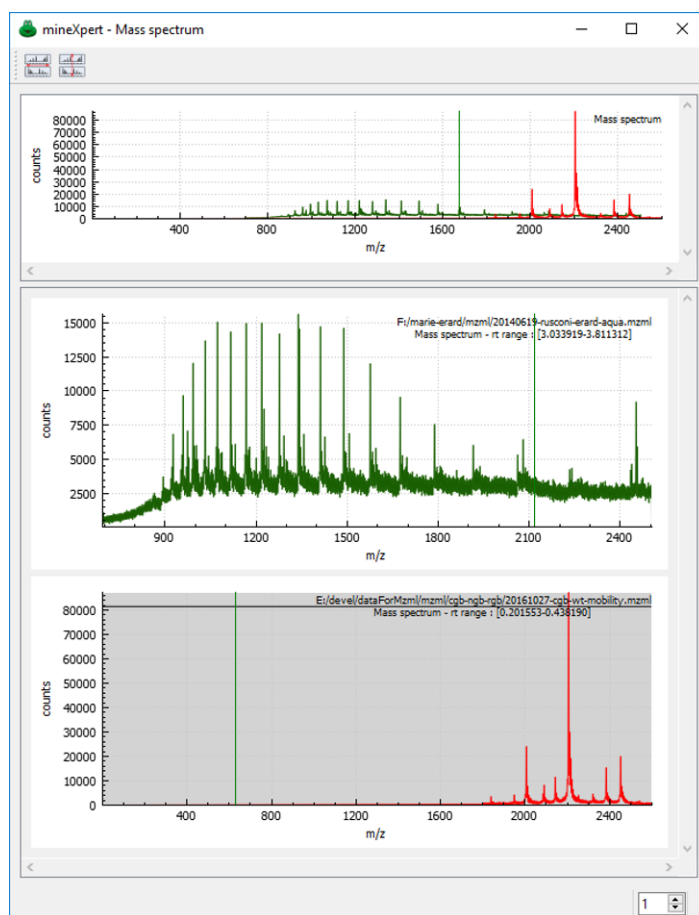 mineXpert - Mass spectrum
80000
70000
60000
50000
40000
30000
20000
10000
0
counts
Mass spectrum
400 800 1200 1600 2000 2400
m/z
15000
12500
10000
7500
5000
2500
counts
F:/marie-erard/mzml/20140619-rusconi-erard-aqua.mzml
Mass spectrum - rt range : [3.033919-3.811312]
900 1200 1500 1800 2100 2400
m/z
80000
70000
60000
50000
40000
30000
20000
10000
0
counts
E:/devel/dataForMzml/mzml/cgb-ngb-rgb/20161027-cgb-wt-mobility.mzml
Mass spectrum - rt range : [0.201553-0.438190]
400 800 1200 1600 2000 2400
m/z
1